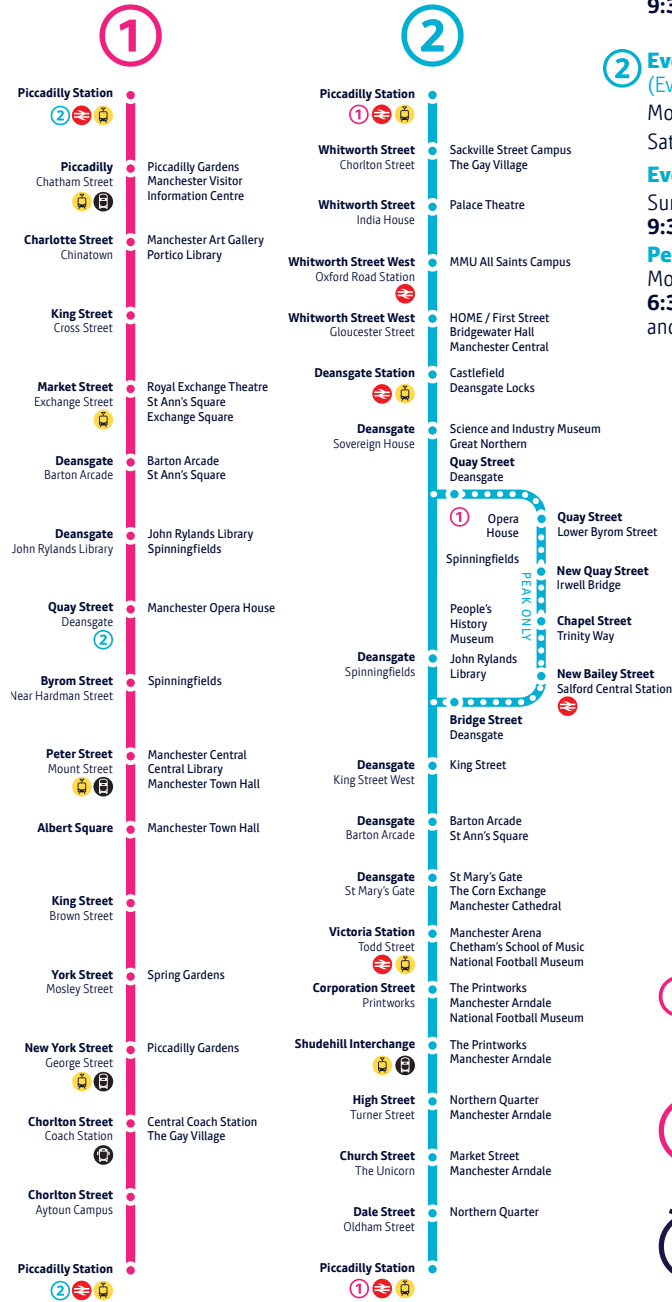 1
Piccadilly Station
2
Piccadilly
Chatham Street
Piccadilly Gardens
Manchester Visitor
Information Centre
Charlotte Street
Chinatown
Manchester Art Gallery
Portico Library
King Street
Cross Street
Market Street
Exchange Street
Royal Exchange Theatre
St Ann's Square
Exchange Square
Deansgate
Barton Arcade
Barton Arcade
St Ann's Square
Deansgate
John Rylands Library
John Rylands Library
Spinningfields
Quay Street
Deansgate
2
Manchester Opera House
Byrom Street
Near Hardman Street
Spinningfields
Peter Street
Mount Street
Manchester Central
Central Library
Manchester Town Hall
Albert Square
Manchester Town Hall
King Street
Brown Street
York Street
Mosley Street
Spring Gardens
New York Street
George Street
Piccadilly Gardens
Chorlton Street
Coach Station
Central Coach Station
The Gay Village
Chorlton Street
Aytoun Campus
Piccadilly Station
2
2
Piccadilly Station
1
Whitworth Street
Chorlton Street
Sackville Street Campus
The Gay Village
Whitworth Street
India House
Palace Theatre
Whitworth Street West
Oxford Road Station
MMU All Saints Campus
Whitworth Street West
Gloucester Street
HOME / First Street
Bridgewater Hall
Manchester Central
Deansgate Station
Castlefield
Deansgate Locks
Deansgate
Sovereign House
Science and Industry Museum
Great Northern
Quay Street
Deansgate
1
Opera
House
Quay Street
Lower Byrom Street
Spinningfields
New Quay Street
Irwell Bridge
PEAK ONLY
People's
History
Museum
Chapel Street
Trinity Way
Deansgate
Spinningfields
John Rylands
Library
New Bailey Street
Salford Central Station
Bridge Street
Deansgate
Deansgate
King Street West
King Street
Deansgate
Barton Arcade
Barton Arcade
St Ann's Square
Deansgate
St Mary's Gate
St Mary's Gate
The Corn Exchange
Manchester Cathedral
Victoria Station
Todd Street
Manchester Arena
Chetham's School of Music
National Football Museum
Corporation Street
Printworks
The Printworks
Manchester Arndale
National Football Museum
Shudehill Interchange
The Printworks
Manchester Arndale
High Street
Turner Street
Northern Quarter
Manchester Arndale
Church Street
The Unicorn
Market Street
Manchester Arndale
Dale Street
Oldham Street
Northern Quarter
Piccadilly Station
1
2